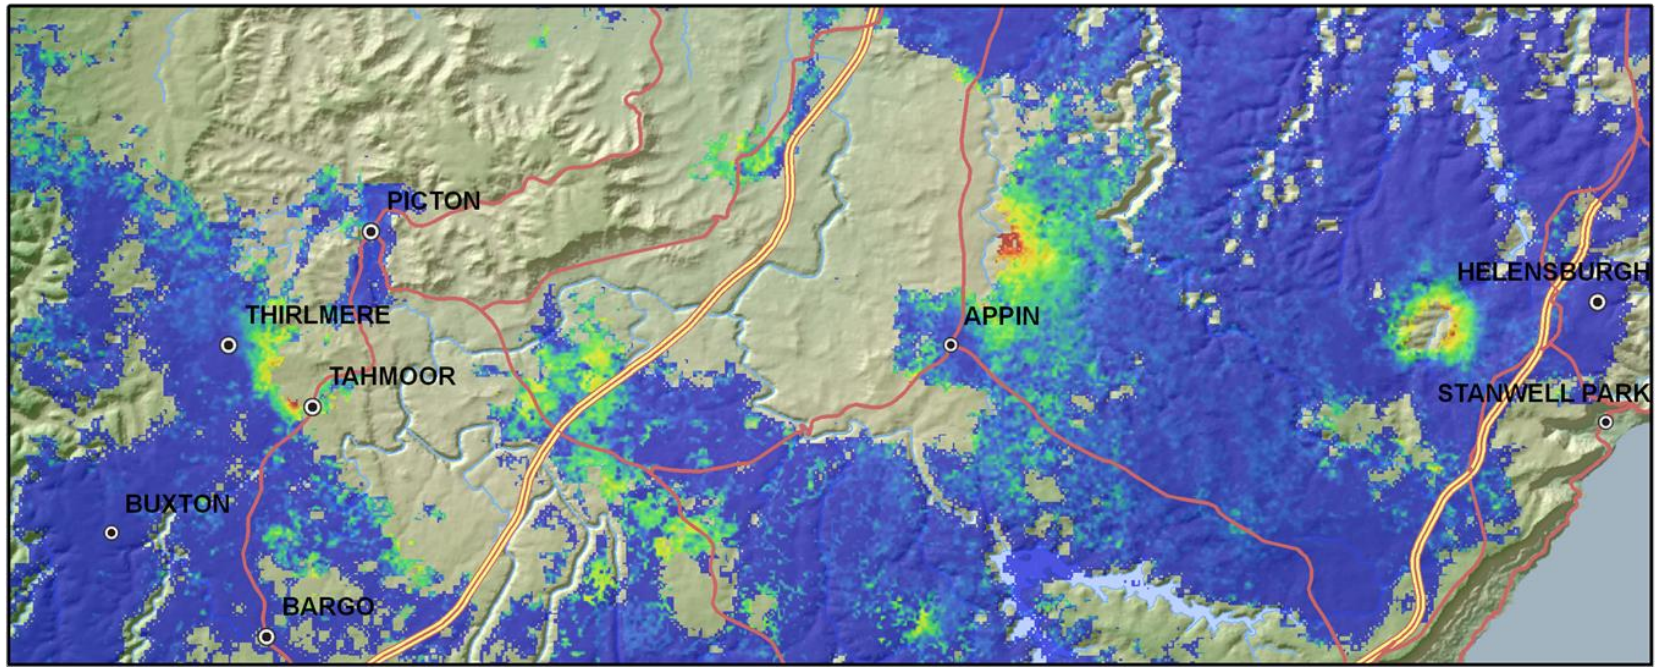 PICTON
HELENSBURGH
THIRLMERE
APPIN
TAHMOOR
STANWELL PARK
BUXTON
BARGO